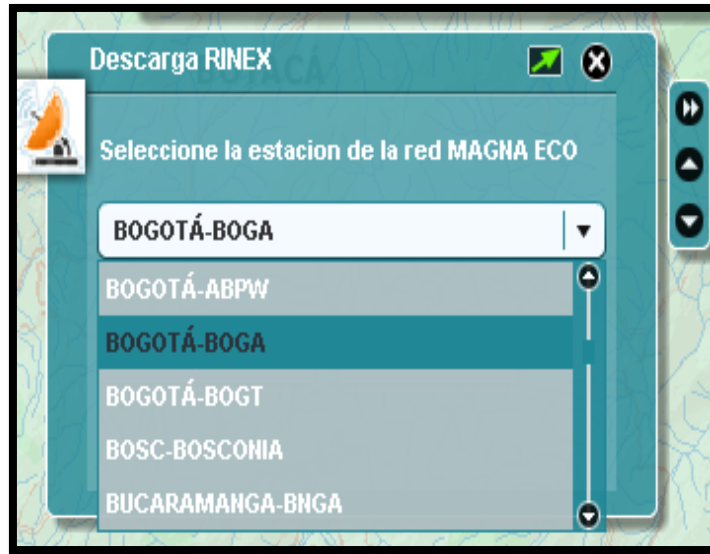 Descarga RINEX
Seleccione la estacion de la red MAGNA ECO
BOGOTÁ-BOGA
BOGOTÁ-ABPW
BOGOTÁ-BOGA
BOGOTÁ-BOGT
BOSC-BOSCONIA
BUCARAMANGA-BNGA